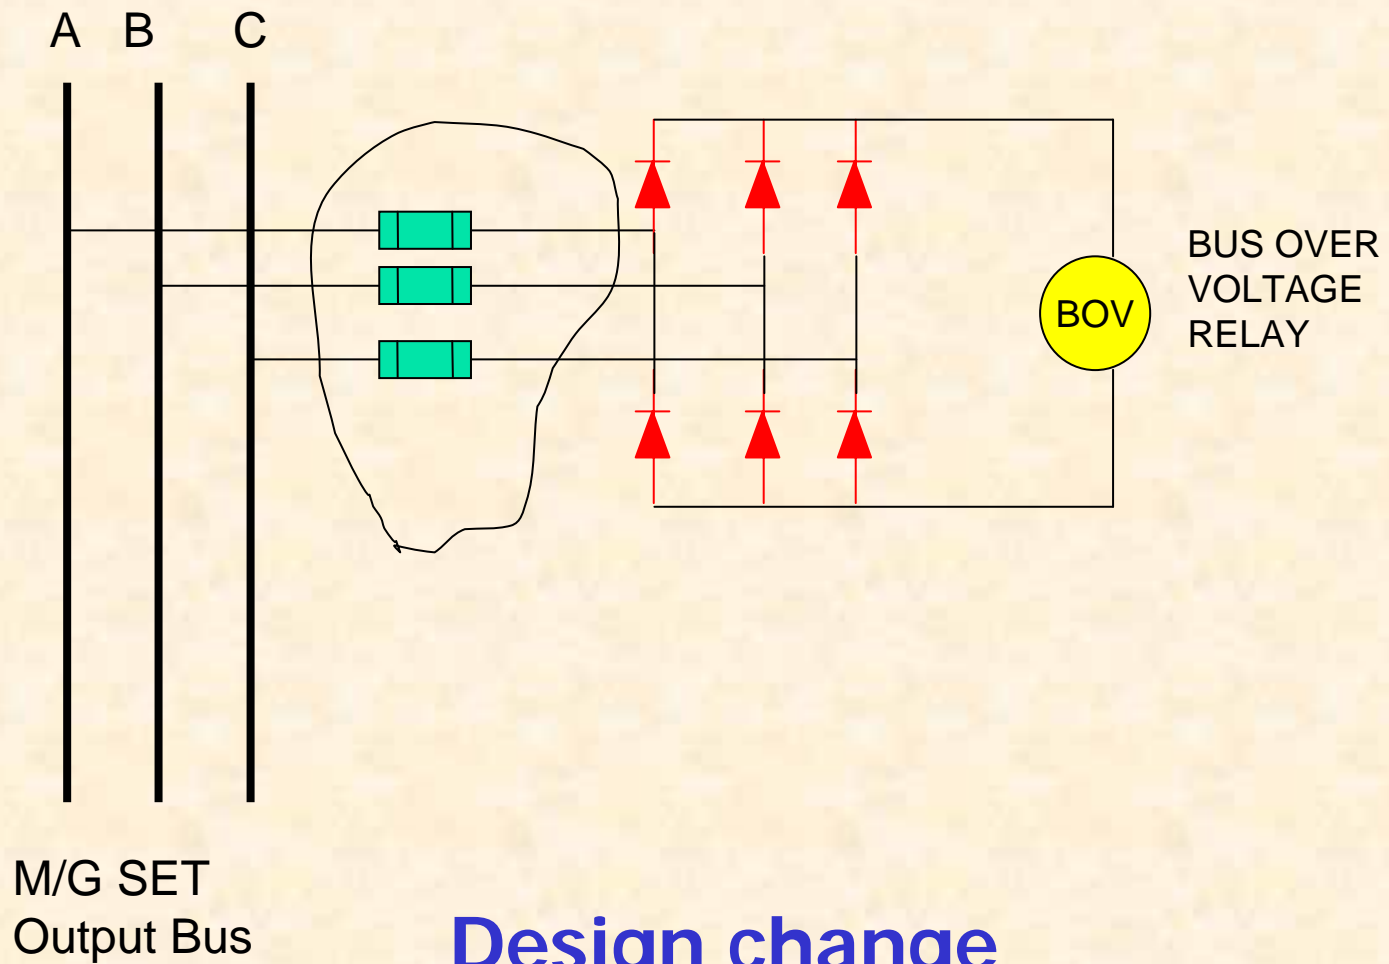 A B C
BUS OVER
VOLTAGE
RELAY
BOV
M/G SET
Output Bus
Design change